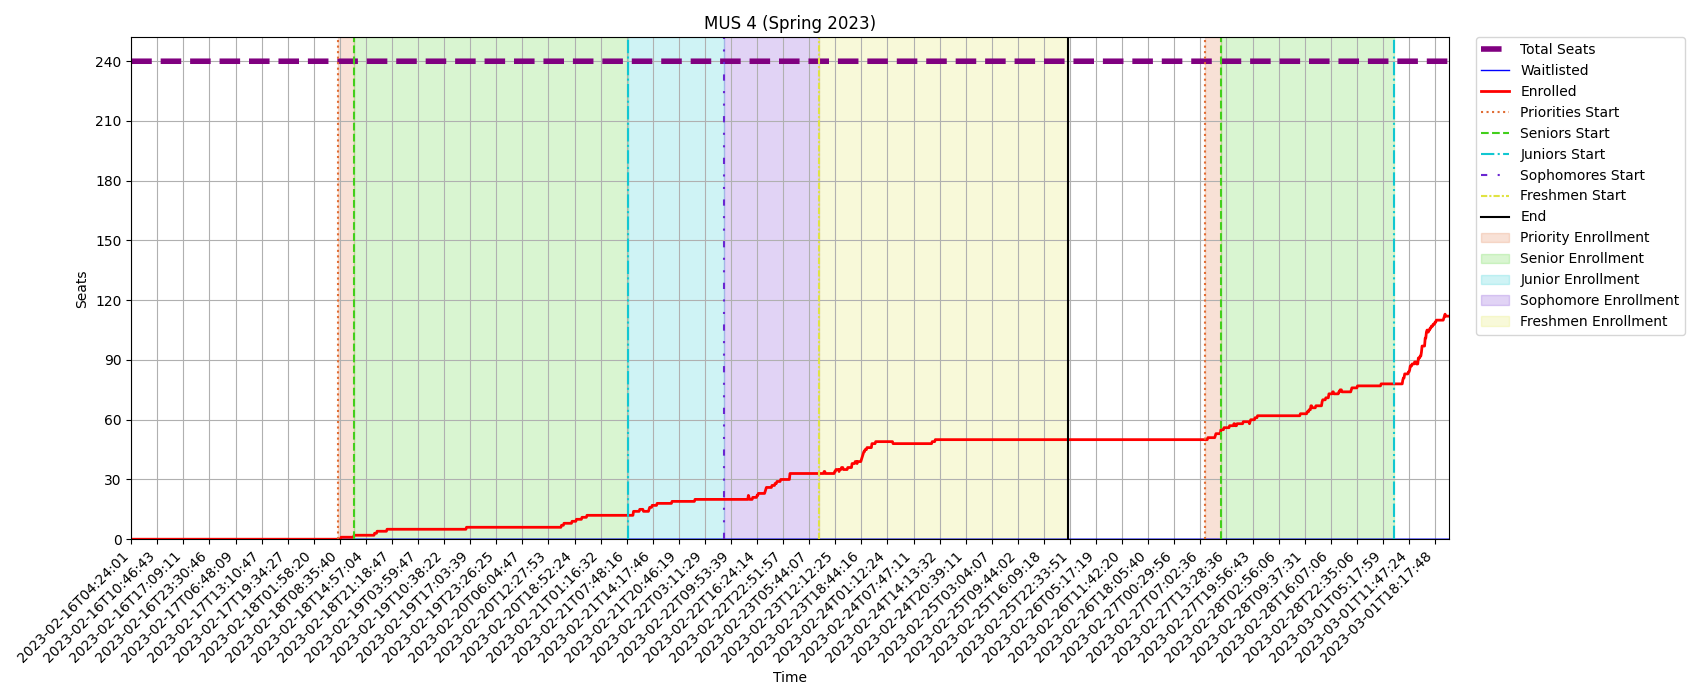 MUS 4 (Spring 2023)
Total Seats
Waitlisted
Enrolled
Priorities Start
Seniors Start
Juniors Start
Sophomores Start
Freshmen Start
End
Priority Enrollment
Senior Enrollment
Junior Enrollment
Sophomore Enrollment
Freshmen Enrollment
Seats
240
210
180
150
120
90
60
30
0
2023-02-16T04:24:01
2023-02-16T10:46:43
2023-02-16T17:09:11
2023-02-16T23:30:46
2023-02-17T06:48:09
2023-02-17T13:10:47
2023-02-17T19:34:27
2023-02-18T01:58:20
2023-02-18T08:35:40
2023-02-18T14:57:04
2023-02-18T21:18:47
2023-02-19T03:59:47
2023-02-19T10:38:22
2023-02-19T17:03:39
2023-02-19T23:26:25
2023-02-20T06:04:47
2023-02-20T12:27:53
2023-02-20T18:52:24
2023-02-21T01:16:32
2023-02-21T07:48:16
2023-02-21T14:17:46
2023-02-21T20:46:19
2023-02-22T03:11:29
2023-02-22T09:53:39
2023-02-22T16:24:14
2023-02-22T22:51:57
2023-02-23T05:44:07
2023-02-23T12:12:25
2023-02-23T18:44:16
2023-02-24T01:12:24
2023-02-24T07:47:11
2023-02-24T14:13:32
2023-02-24T20:39:11
2023-02-25T03:04:07
2023-02-25T09:44:02
2023-02-25T16:09:18
2023-02-25T22:33:51
2023-02-26T05:17:19
2023-02-26T11:42:20
2023-02-26T18:05:40
2023-02-27T00:29:56
2023-02-27T07:02:36
2023-02-27T13:28:36
2023-02-27T19:56:43
2023-02-28T02:56:06
2023-02-28T09:37:31
2023-02-28T16:07:06
2023-02-28T22:35:06
2023-03-01T05:17:59
2023-03-01T11:47:24
2023-03-01T18:17:48
Time